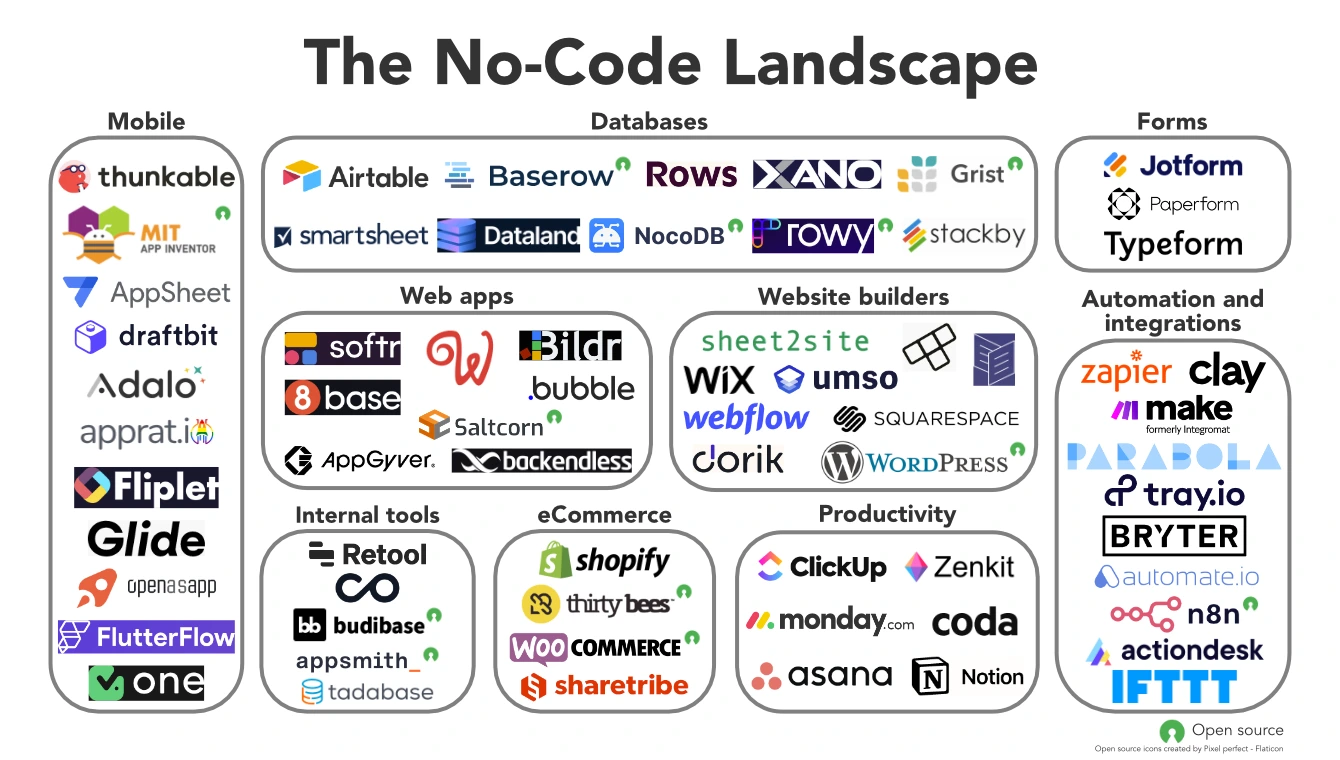 The No-Code Landscape
Mobile
thunkable
MIT
APP INVENTOR
AppSheet
draftbit
Adalo
apprat.io
Fliplet
Glide
openasapp
FlutterFlow
one
Databases
Airtable
Baserow
Rows
XANO
Grist
smartsheet
Dataland
NocoDB
rowy
stackby
Forms
Jotform
Paperform
Typeform
Web apps
softr
W
Bildr
8base
.bubble
Saltcorn
AppGyver.
backendless
Website builders
sheet2site
WiX
umso
webflow
SQUARESPACE
dorik
WORDPRESS
Automation and
integrations
zapier
clay
make
formerly Integromat
PARABOLA
tray.io
BRYTER
automate.io
n8n
actiondesk
IFTTT
Internal tools
Retool
bb budibase
appsmith_
tadabase
eCommerce
shopify
thirty bees
WOO COMMERCE
sharetribe
Productivity
ClickUp
Zenkit
monday.com
coda
asana
Notion
Open source
Open source icons created by Pixel perfect - Flaticon